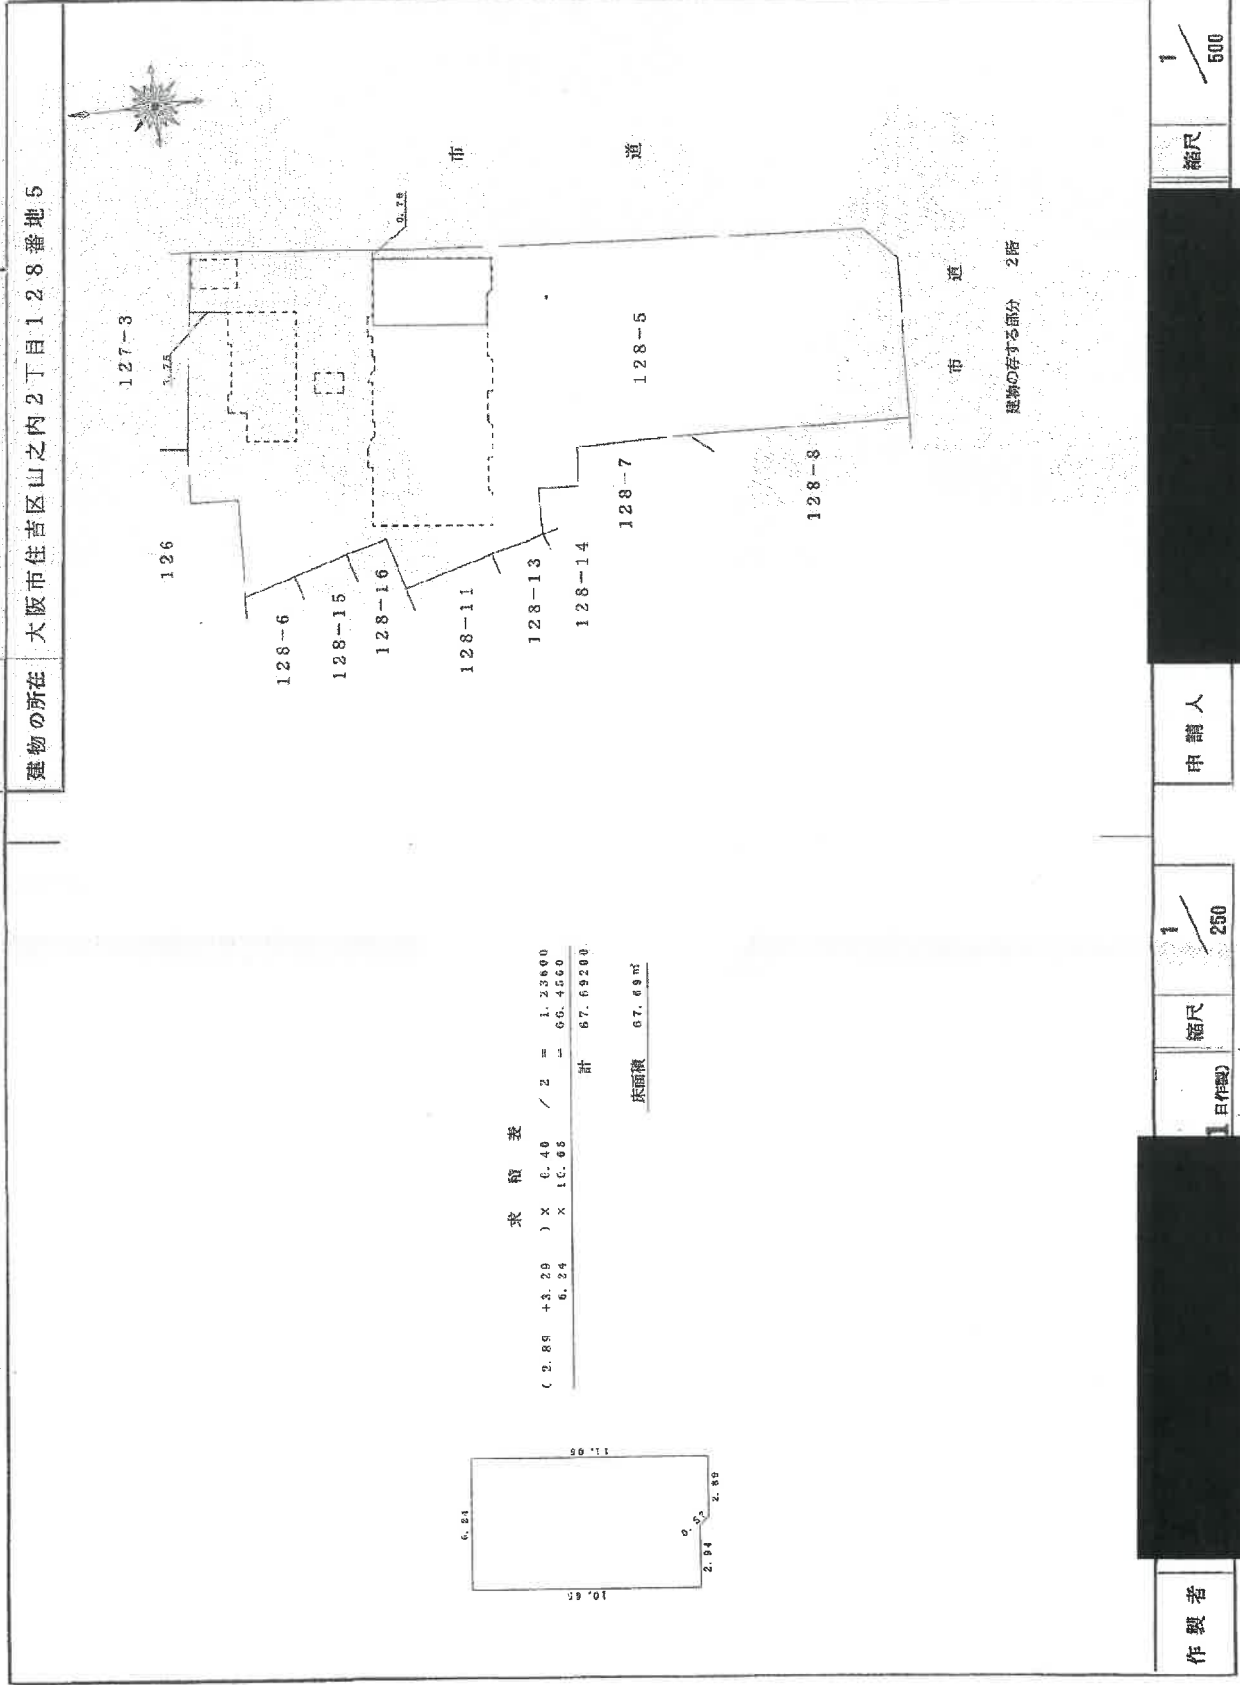 建物の所在 大阪市住吉区山之内2丁目128番地5
127-3
126
0.78
128-6
128-15
128-16
128-11
128-13
128-14
128-7
128-8
128-5
市道
市道
建物の存する部分 2階
求積表
(2.89 +3.29 ) × 0.40 / 2 = 1.23600
6.24 × 10.65 = 66.4560
計 67.69200
床面積 67.69㎡
6.24
11.05
10.65
2.94
0.57
2.89
作製者
1日作製)
縮尺 1/250
申請人
縮尺 1/500